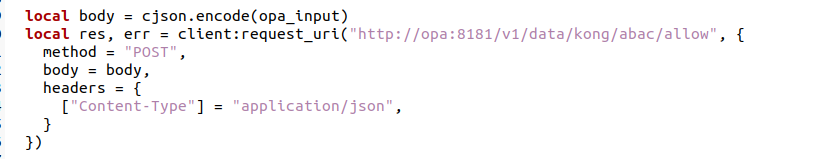 local body = cjson.encode(opa_input)
local res, err = client:request_uri("http://opa:8181/v1/data/kong/abac/allow", {
  method = "POST",
  body = body,
  headers = {
    ["Content-Type"] = "application/json",
  }
})